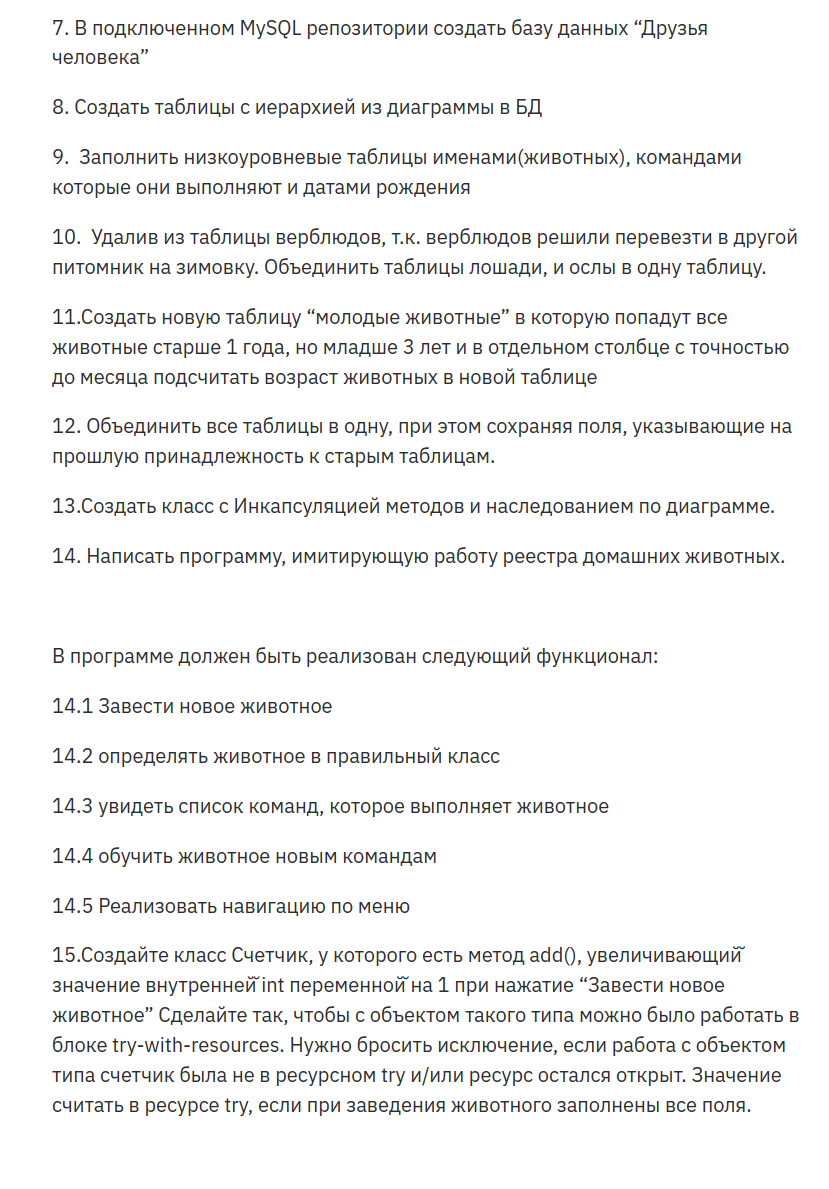 7. В подключенном MySQL репозитории создать базу данных “Друзья
человека”
8. Создать таблицы с иерархией из диаграммы в БД
9.  Заполнить низкоуровневые таблицы именами(животных), командами
которые они выполняют и датами рождения
10.  Удалив из таблицы верблюдов, т.к. верблюдов решили перевезти в другой
питомник на зимовку. Объединить таблицы лошади, и ослы в одну таблицу.
11.Создать новую таблицу “молодые животные” в которую попадут все
животные старше 1 года, но младше 3 лет и в отдельном столбце с точностью
до месяца подсчитать возраст животных в новой таблице
12. Объединить все таблицы в одну, при этом сохраняя поля, указывающие на
прошлую принадлежность к старым таблицам.
13.Создать класс с Инкапсуляцией методов и наследованием по диаграмме.
14. Написать программу, имитирующую работу реестра домашних животных.
В программе должен быть реализован следующий функционал:
14.1 Завести новое животное
14.2 определять животное в правильный класс
14.3 увидеть список команд, которое выполняет животное
14.4 обучить животное новым командам
14.5 Реализовать навигацию по меню
15.Создайте класс Счетчик, у которого есть метод add(), увеличивающий̆
значение внутренней̆ int переменной̆ на 1 при нажатие “Завести новое
животное” Сделайте так, чтобы с объектом такого типа можно было работать в
блоке try-with-resources. Нужно бросить исключение, если работа с объектом
типа счетчик была не в ресурсном try и/или ресурс остался открыт. Значение
считать в ресурсе try, если при заведения животного заполнены все поля.